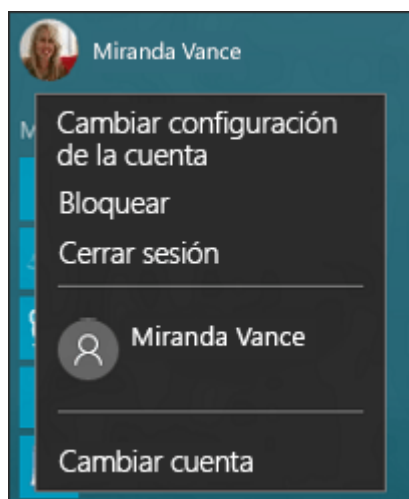 Miranda Vance
M
Cambiar configuración
de la cuenta
Bloquear
Cerrar sesión
Miranda Vance
Cambiar cuenta